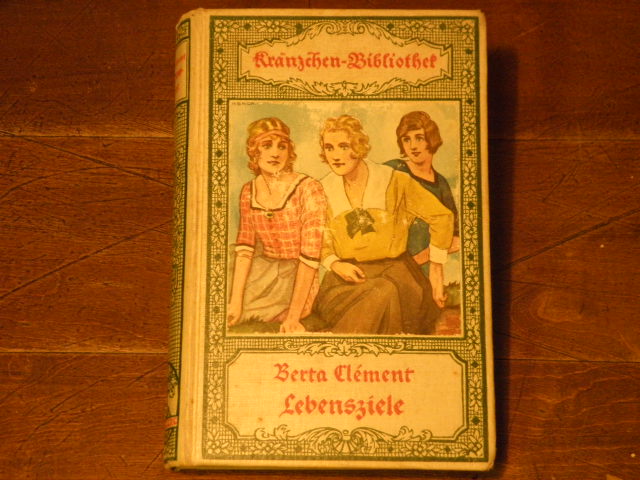 Kränzchen-Bibliothek
Berta Clément
Lebensziele